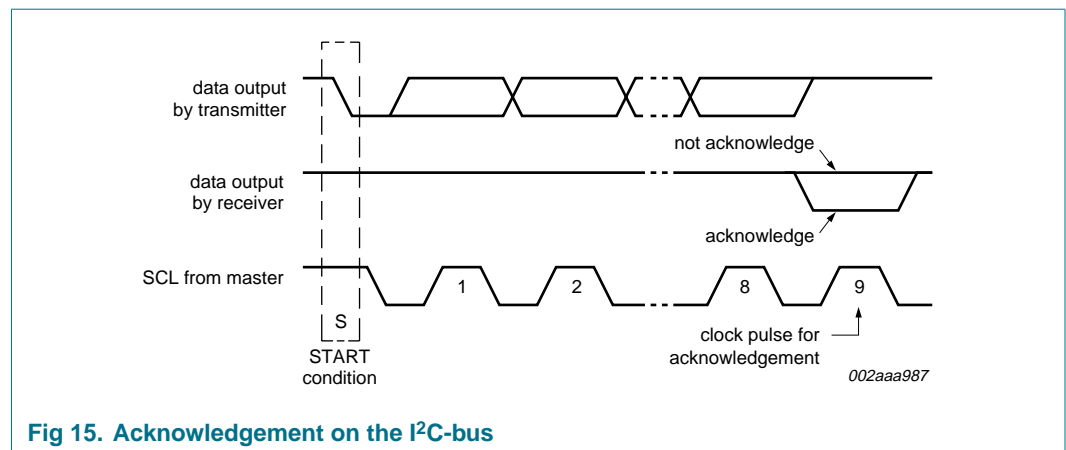 data output
by transmitter
not acknowledge
data output
by receiver
acknowledge
SCL from master
1
2
8
9
S
START
condition
clock pulse for
acknowledgement
002aaa987
Fig 15. Acknowledgement on the I²C-bus